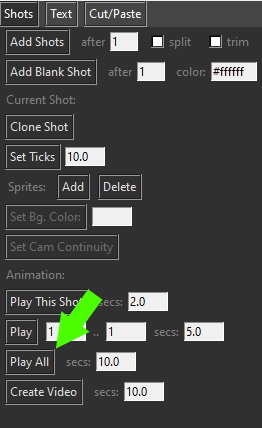 Shots Text Cut/Paste
Add Shots after 1 split trim
Add Blank Shot after 1 color: #ffffff
Current Shot:
Clone Shot
Set Ticks 10.0
Sprites: Add Delete
Set Bg. Color:
Set Cam Continuity
Animation:
Play This Shot secs: 2.0
Play 1 .. 1 secs: 5.0
Play All secs: 10.0
Create Video secs: 10.0